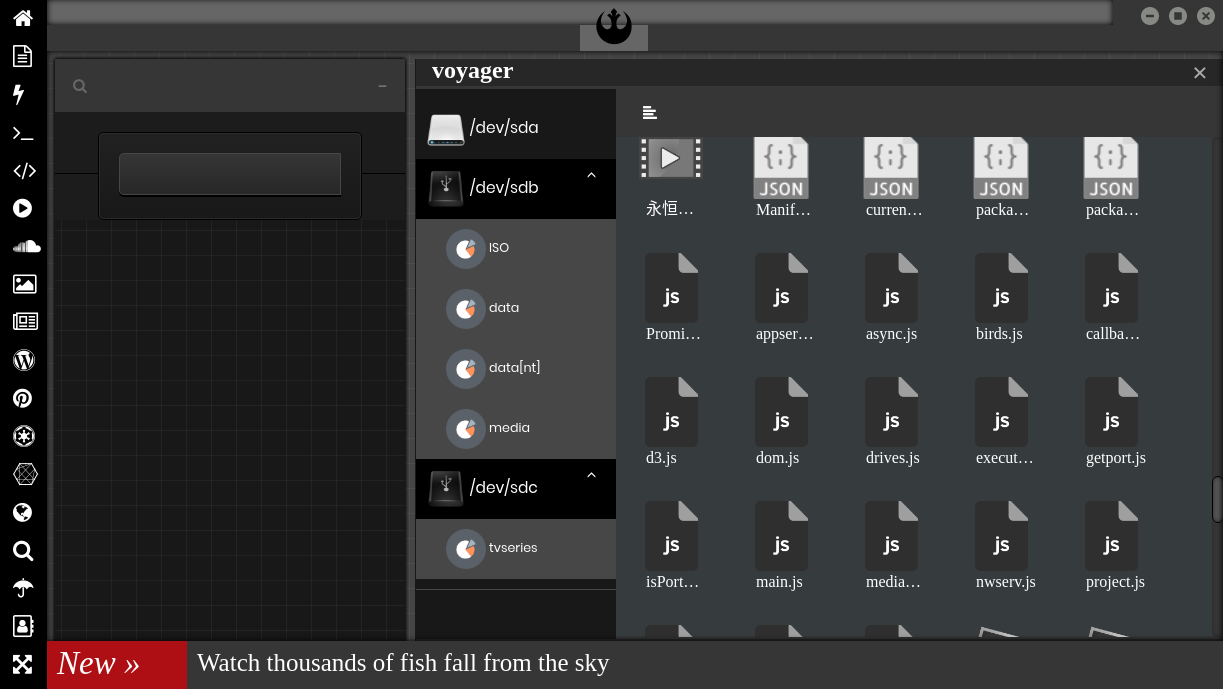 voyager
/dev/sda
/dev/sdb
ISO
data
data[nt]
media
/dev/sdc
tvseries
永恒…
{:} JSON Manif…
{:} JSON curren…
{:} JSON packa…
{:} JSON packa…
js Promi…
js appser…
js async.js
js birds.js
js callba…
js d3.js
js dom.js
js drives.js
js execut…
js getport.js
js isPort…
js main.js
js media…
js nwserv.js
js project.js
New » Watch thousands of fish fall from the sky